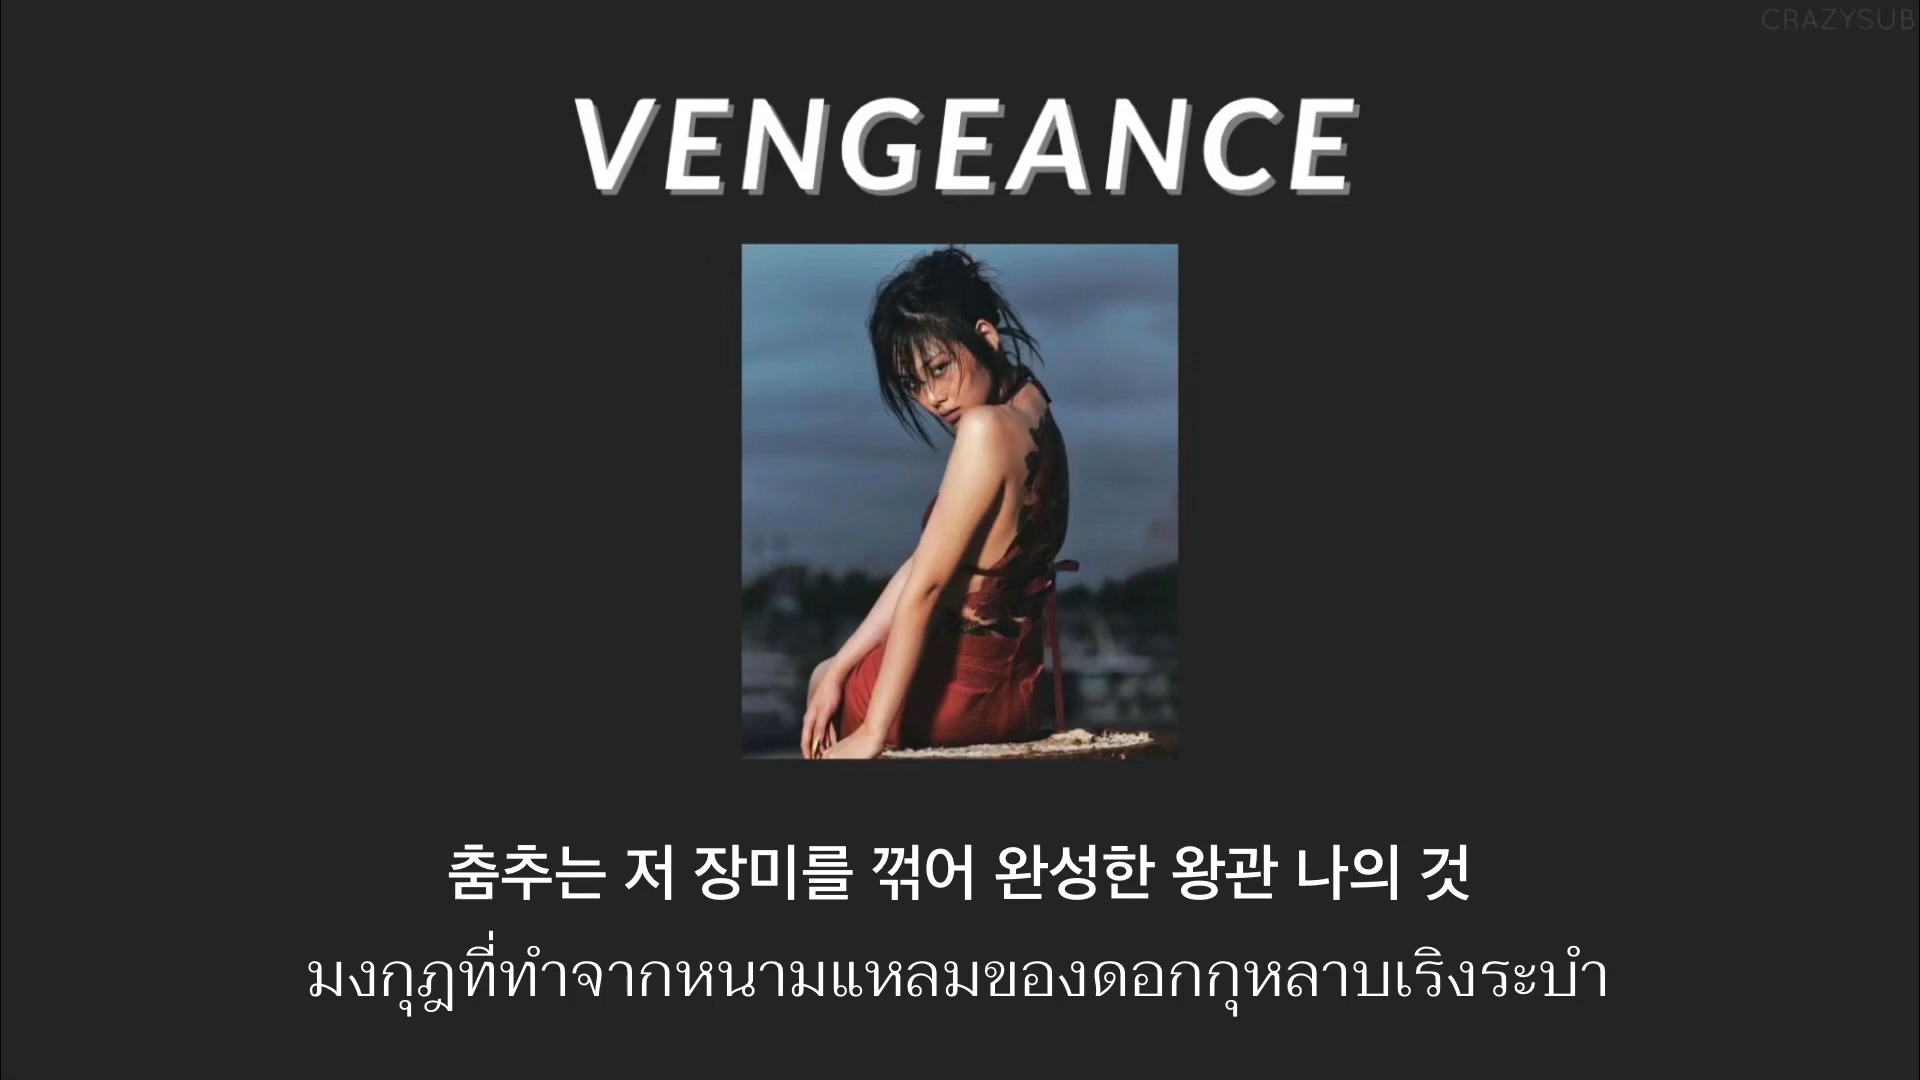 CRAZYSUB
VENGEANCE
춤추는 저 장미를 꺾어 완성한 왕관 나의 것
มงกุฎที่ทำจากหนามแหลมของดอกกุหลาบเริงระบำ